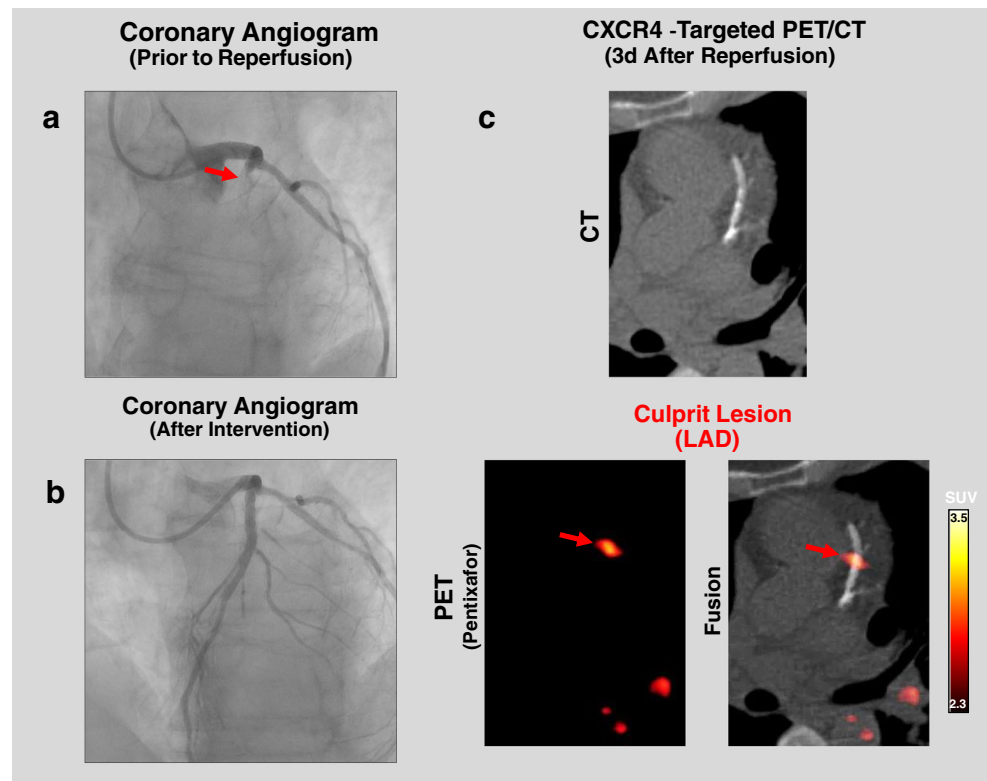 Coronary Angiogram
(Prior to Reperfusion)
a
Coronary Angiogram
(After Intervention)
b
CXCR4 -Targeted PET/CT
(3d After Reperfusion)
c
CT
Culprit Lesion
(LAD)
PET
(Pentixafor)
Fusion
SUV
3.5
2.3